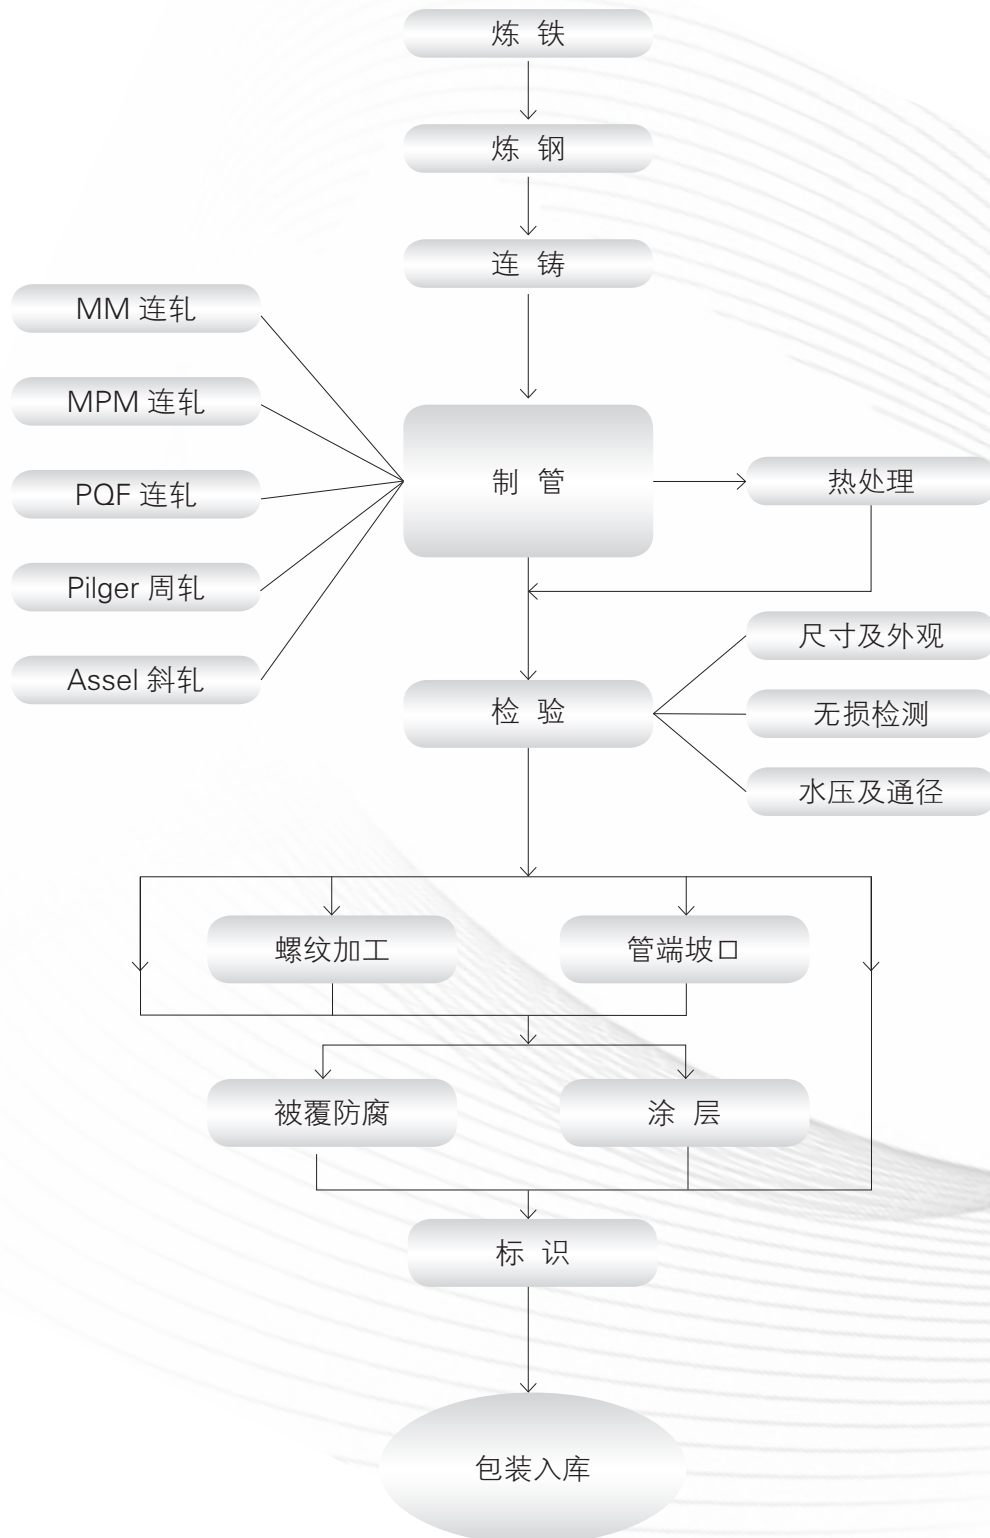 炼 铁
炼 钢
连 铸
MM 连轧
MPM 连轧
PQF 连轧
Pilger 周轧
Assel 斜轧
制 管
热处理
检 验
尺寸及外观
无损检测
水压及通径
螺纹加工
管端坡口
被覆防腐
涂 层
标 识
包装入库